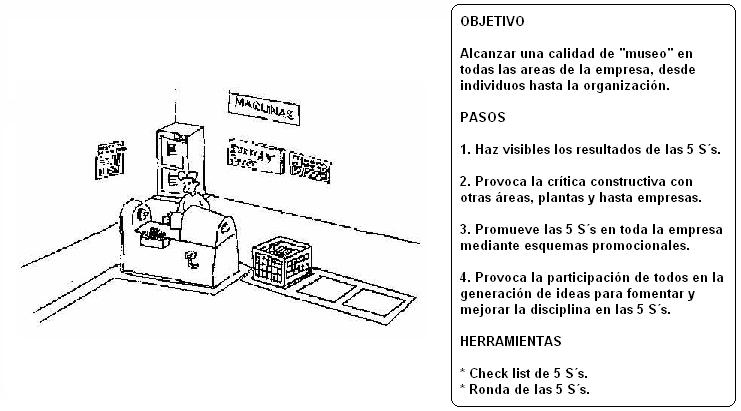 MAQUINAS
OBJETIVO
Alcanzar una calidad de "museo" en
todas las areas de la empresa, desde
individuos hasta la organización.
PASOS
1. Haz visibles los resultados de las 5 S´s.
2. Provoca la crítica constructiva con
otras áreas, plantas y hasta empresas.
3. Promueve las 5 S´s en toda la empresa
mediante esquemas promocionales.
4. Provoca la participación de todos en la
generación de ideas para fomentar y
mejorar la disciplina en las 5 S´s.
HERRAMIENTAS
* Check list de 5 S´s.
* Ronda de las 5 S´s.